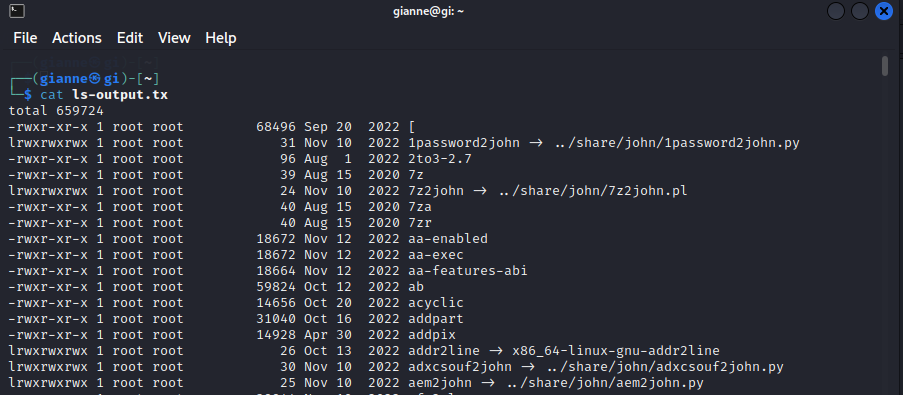 gianne@gi: ~
File Actions Edit View Help
┌──(gianne㉿gi)-[~]
└─$ cat ls-output.tx
total 659724
-rwxr-xr-x 1 root root 68496 Sep 20 2022 [
lrwxrwxrwx 1 root root 31 Nov 10 2022 1password2john → ../share/john/1password2john.py
-rwxr-xr-x 1 root root 96 Aug 1 2022 2to3-2.7
-rwxr-xr-x 1 root root 39 Aug 15 2020 7z
lrwxrwxrwx 1 root root 24 Nov 10 2022 7z2john → ../share/john/7z2john.pl
-rwxr-xr-x 1 root root 40 Aug 15 2020 7za
-rwxr-xr-x 1 root root 40 Aug 15 2020 7zr
-rwxr-xr-x 1 root root 18672 Nov 12 2022 aa-enabled
-rwxr-xr-x 1 root root 18672 Nov 12 2022 aa-exec
-rwxr-xr-x 1 root root 18664 Nov 12 2022 aa-features-abi
-rwxr-xr-x 1 root root 59824 Oct 12 2022 ab
-rwxr-xr-x 1 root root 14656 Oct 20 2022 acyclic
-rwxr-xr-x 1 root root 31040 Oct 16 2022 addpart
-rwxr-xr-x 1 root root 14928 Apr 30 2022 addpix
lrwxrwxrwx 1 root root 26 Oct 13 2022 addr2line → x86_64-linux-gnu-addr2line
lrwxrwxrwx 1 root root 30 Nov 10 2022 adxcsouf2john → ../share/john/adxcsouf2john.py
lrwxrwxrwx 1 root root 25 Nov 10 2022 aem2john → ../share/john/aem2john.py